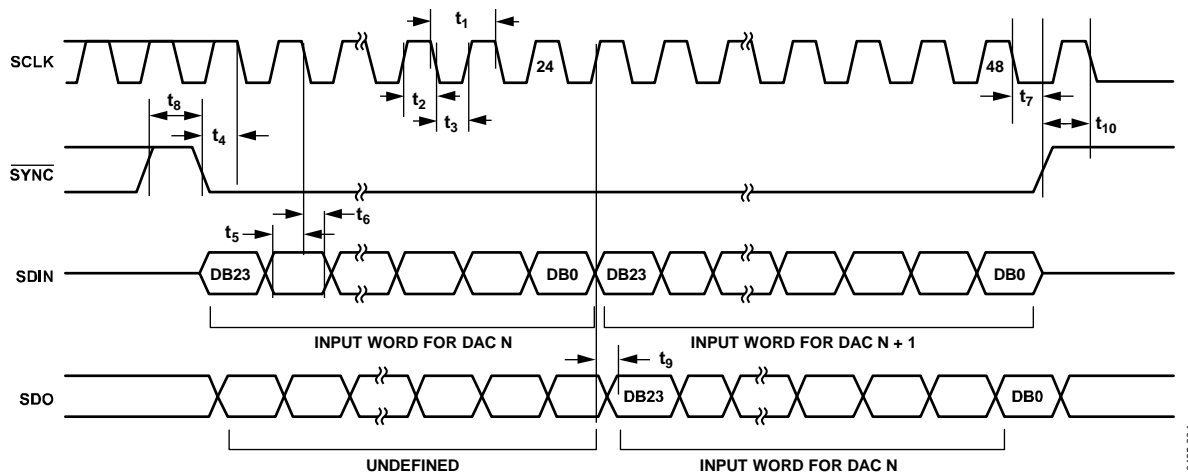 t1
SCLK
24
48
t2
t3
t7
t8
t4
t10
SYNC
t5
t6
SDIN
DB23
DB0
DB23
DB0
INPUT WORD FOR DAC N
INPUT WORD FOR DAC N + 1
t9
SDO
DB23
DB0
UNDEFINED
INPUT WORD FOR DAC N